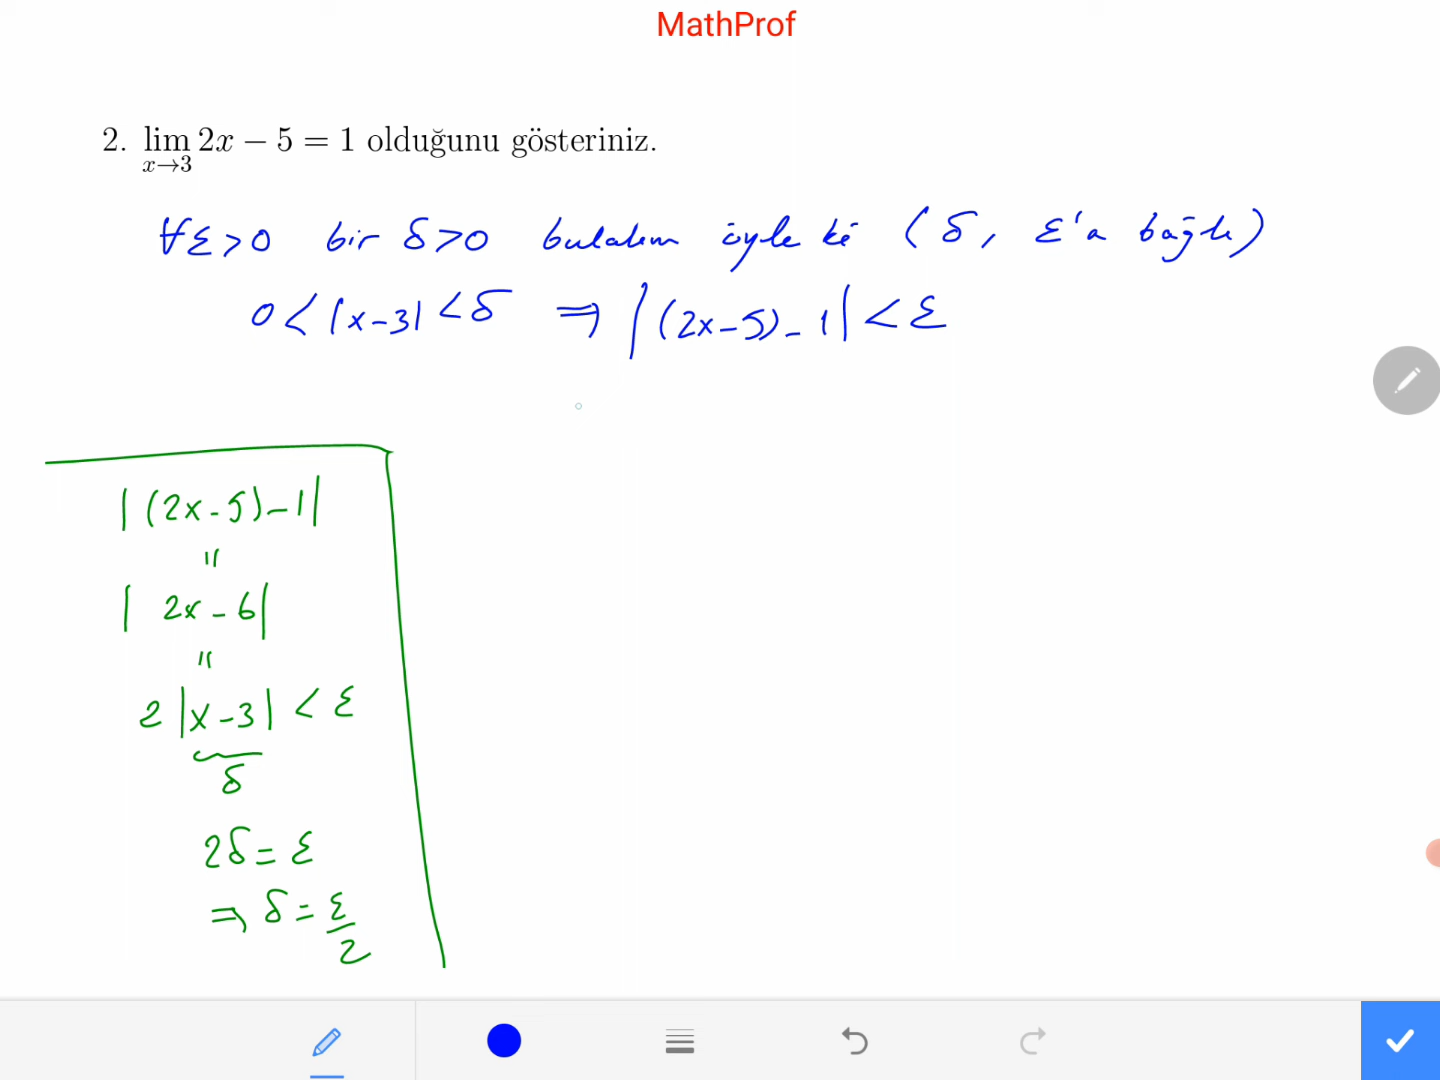 MathProf
2. lim 2x − 5 = 1 olduğunu gösteriniz.
x→3
∀ε>0 bir δ>0 bulalım öyle ki (δ, ε'a bağlı)
0<|x-3|<δ ⇒ |(2x-5)-1|<ε
|(2x-5)-1|
=
|2x-6|
=
2|x-3|<ε
δ
2δ=ε
⇒ δ=ε/2